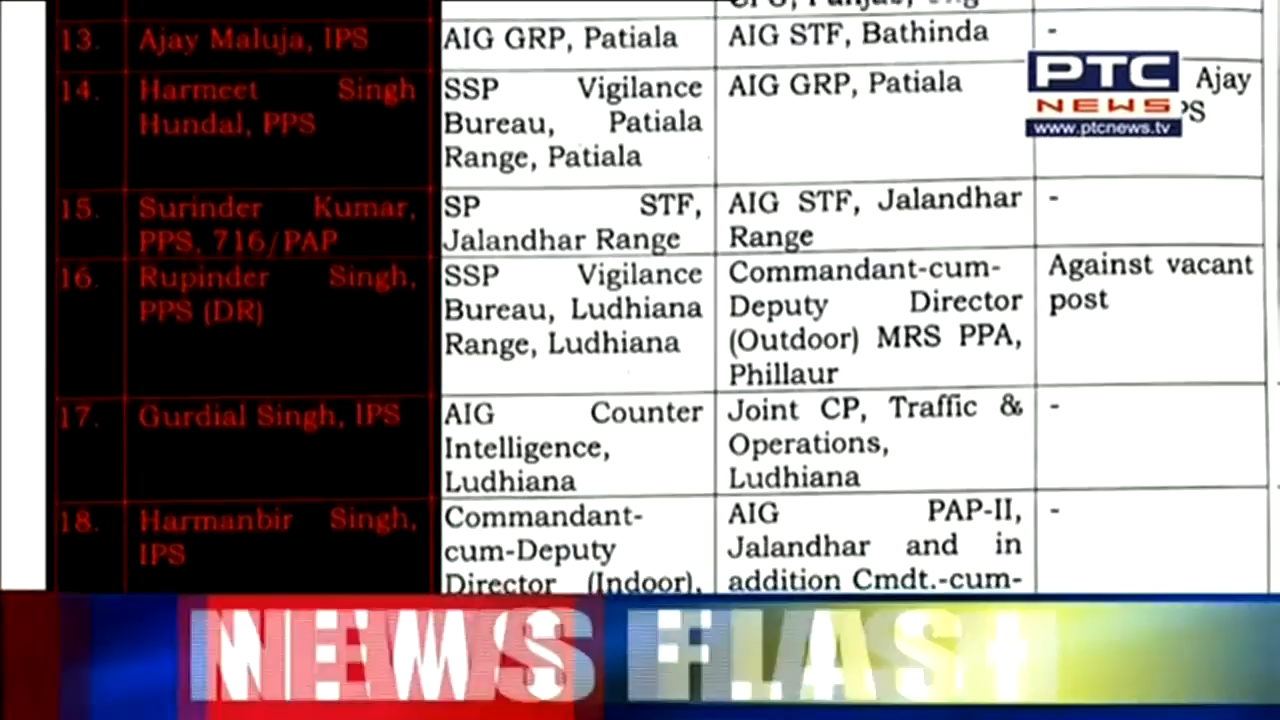 13. Ajay Maluja, IPS AIG GRP, Patiala AIG STF, Bathinda -
14. Harmeet Singh SSP Vigilance AIG GRP, Patiala Ajay
Hundal, PPS Bureau, Patiala PS
Range, Patiala
15. Surinder Kumar, SP STF, AIG STF, Jalandhar -
PPS, 716/PAP Jalandhar Range Range
16. Rupinder Singh, SSP Vigilance Commandant-cum- Against vacant
PPS (DR) Bureau, Ludhiana Deputy Director post
Range, Ludhiana (Outdoor) MRS PPA,
Phillaur
17. Gurdial Singh, IPS AIG Counter Joint CP, Traffic & -
Intelligence, Operations,
Ludhiana Ludhiana
18. Harmanbir Singh, Commandant- AIG PAP-II, -
IPS cum-Deputy Jalandhar and in
Director (Indoor), addition Cmdt.-cum-
PTC
NEWS
www.ptcnews.tv
NEWS FLASH